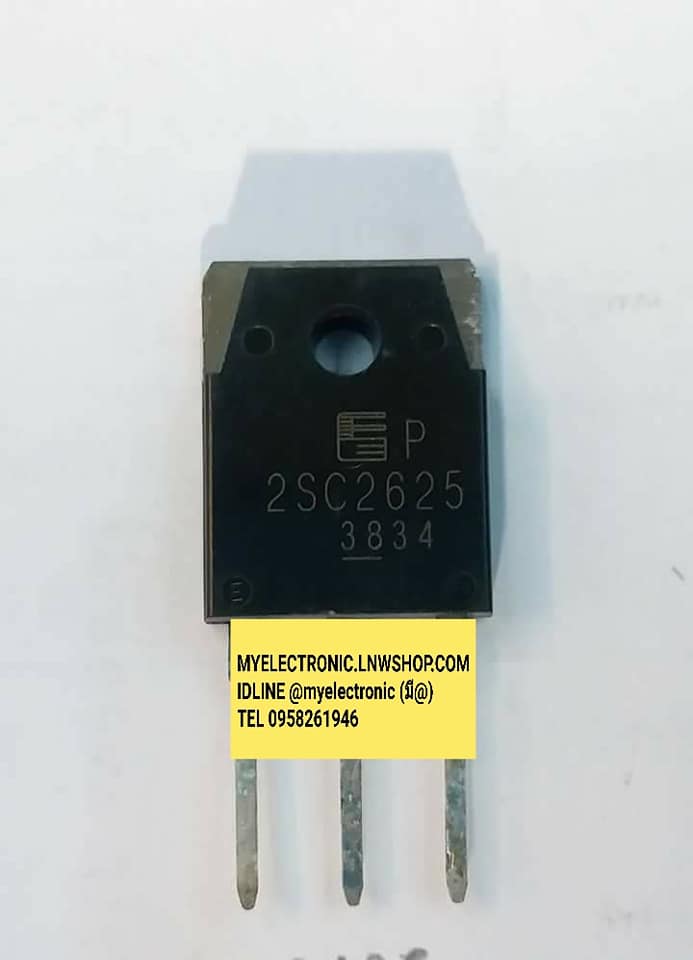 P
2SC2625
3834
E
MYELECTRONIC.LNWSHOP.COM
IDLINE @myelectronic (มี@)
TEL 0958261946